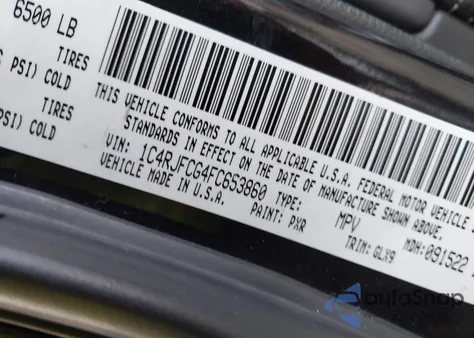 6500 LB
TIRES
PSI) COLD
TIRES
PSI) COLD
THIS VEHICLE CONFORMS TO ALL APPLICABLE U.S.A. FEDERAL MOTOR VEHICLE
STANDARDS IN EFFECT ON THE DATE OF MANUFACTURE SHOWN ABOVE.
VIN: 1C4RJFCG4FC653860 TYPE: MPV MDH:091522
VEHICLE MADE IN U.S.A. PAINT: PXR TRIM: GLX9
autoSnap